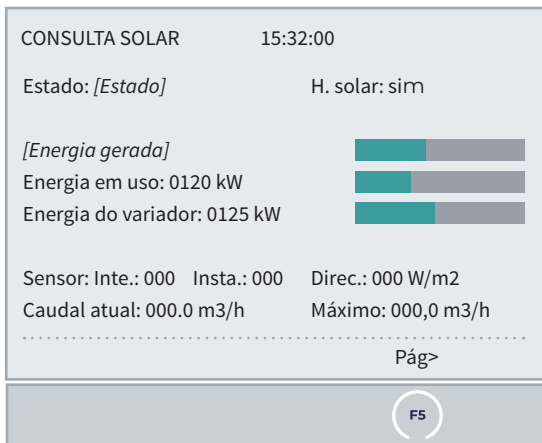 CONSULTA SOLAR 15:32:00
Estado: [Estado] H. solar: sim
[Energia gerada]
Energia em uso: 0120 kW
Energia do variador: 0125 kW
Sensor: Inte.: 000 Insta.: 000 Direc.: 000 W/m2
Caudal atual: 000.0 m3/h Máximo: 000,0 m3/h
Pág>
F5